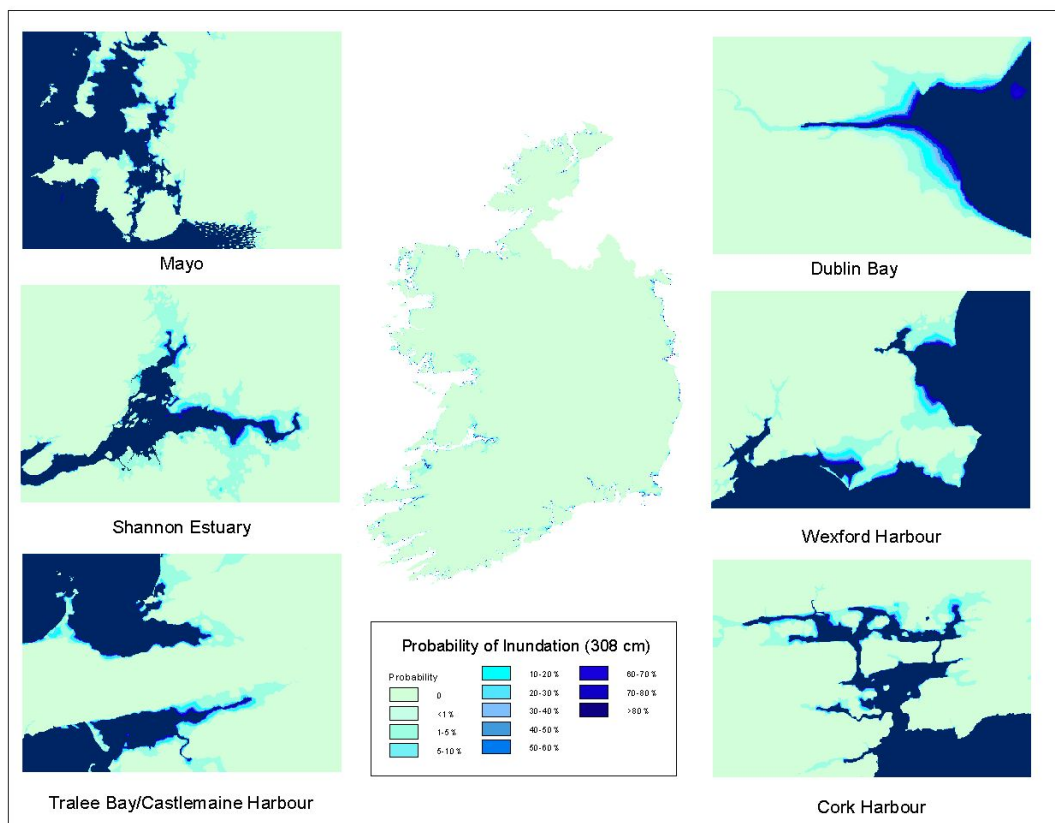 Mayo
Dublin Bay
Shannon Estuary
Wexford Harbour
Tralee Bay/Castlemaine Harbour
Cork Harbour
Probability of Inundation (308 cm)
Probability
0
<1%
1-5 %
5-10 %
10-20 %
20-30 %
30-40 %
40-50 %
50-60 %
60-70 %
70-80 %
>80 %